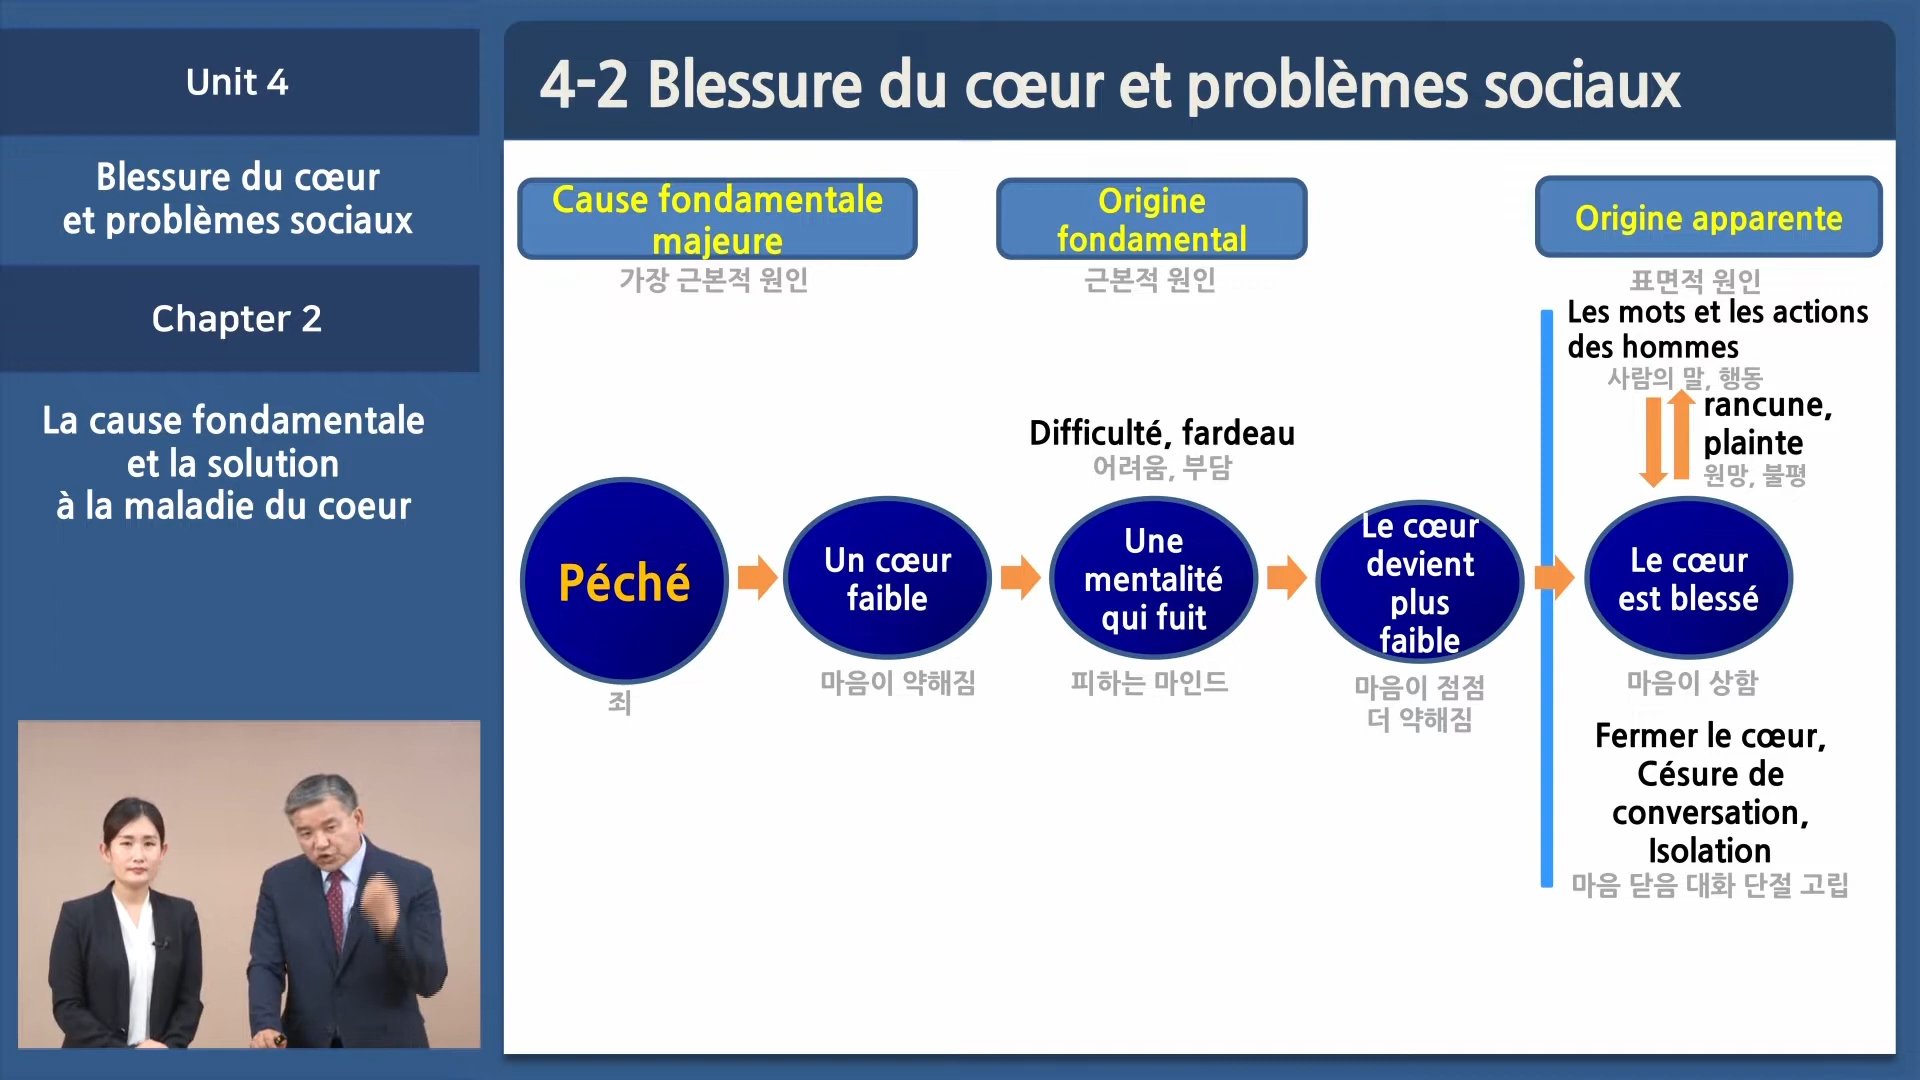 Unit 4
Blessure du cœur
et problèmes sociaux
Chapter 2
La cause fondamentale
et la solution
à la maladie du coeur
4-2 Blessure du cœur et problèmes sociaux
Cause fondamentale
majeure
가장 근본적 원인
Origine
fondamental
근본적 원인
Origine apparente
표면적 원인
Les mots et les actions
des hommes
사람의 말, 행동
rancune,
plainte
원망, 불평
Difficulté, fardeau
어려움, 부담
Péché
죄
Un cœur
faible
마음이 약해짐
Une
mentalité
qui fuit
피하는 마인드
Le cœur
devient
plus
faible
마음이 점점
더 약해짐
Le cœur
est blessé
마음이 상함
Fermer le cœur,
Césure de
conversation,
Isolation
마음 닫음 대화 단절 고립